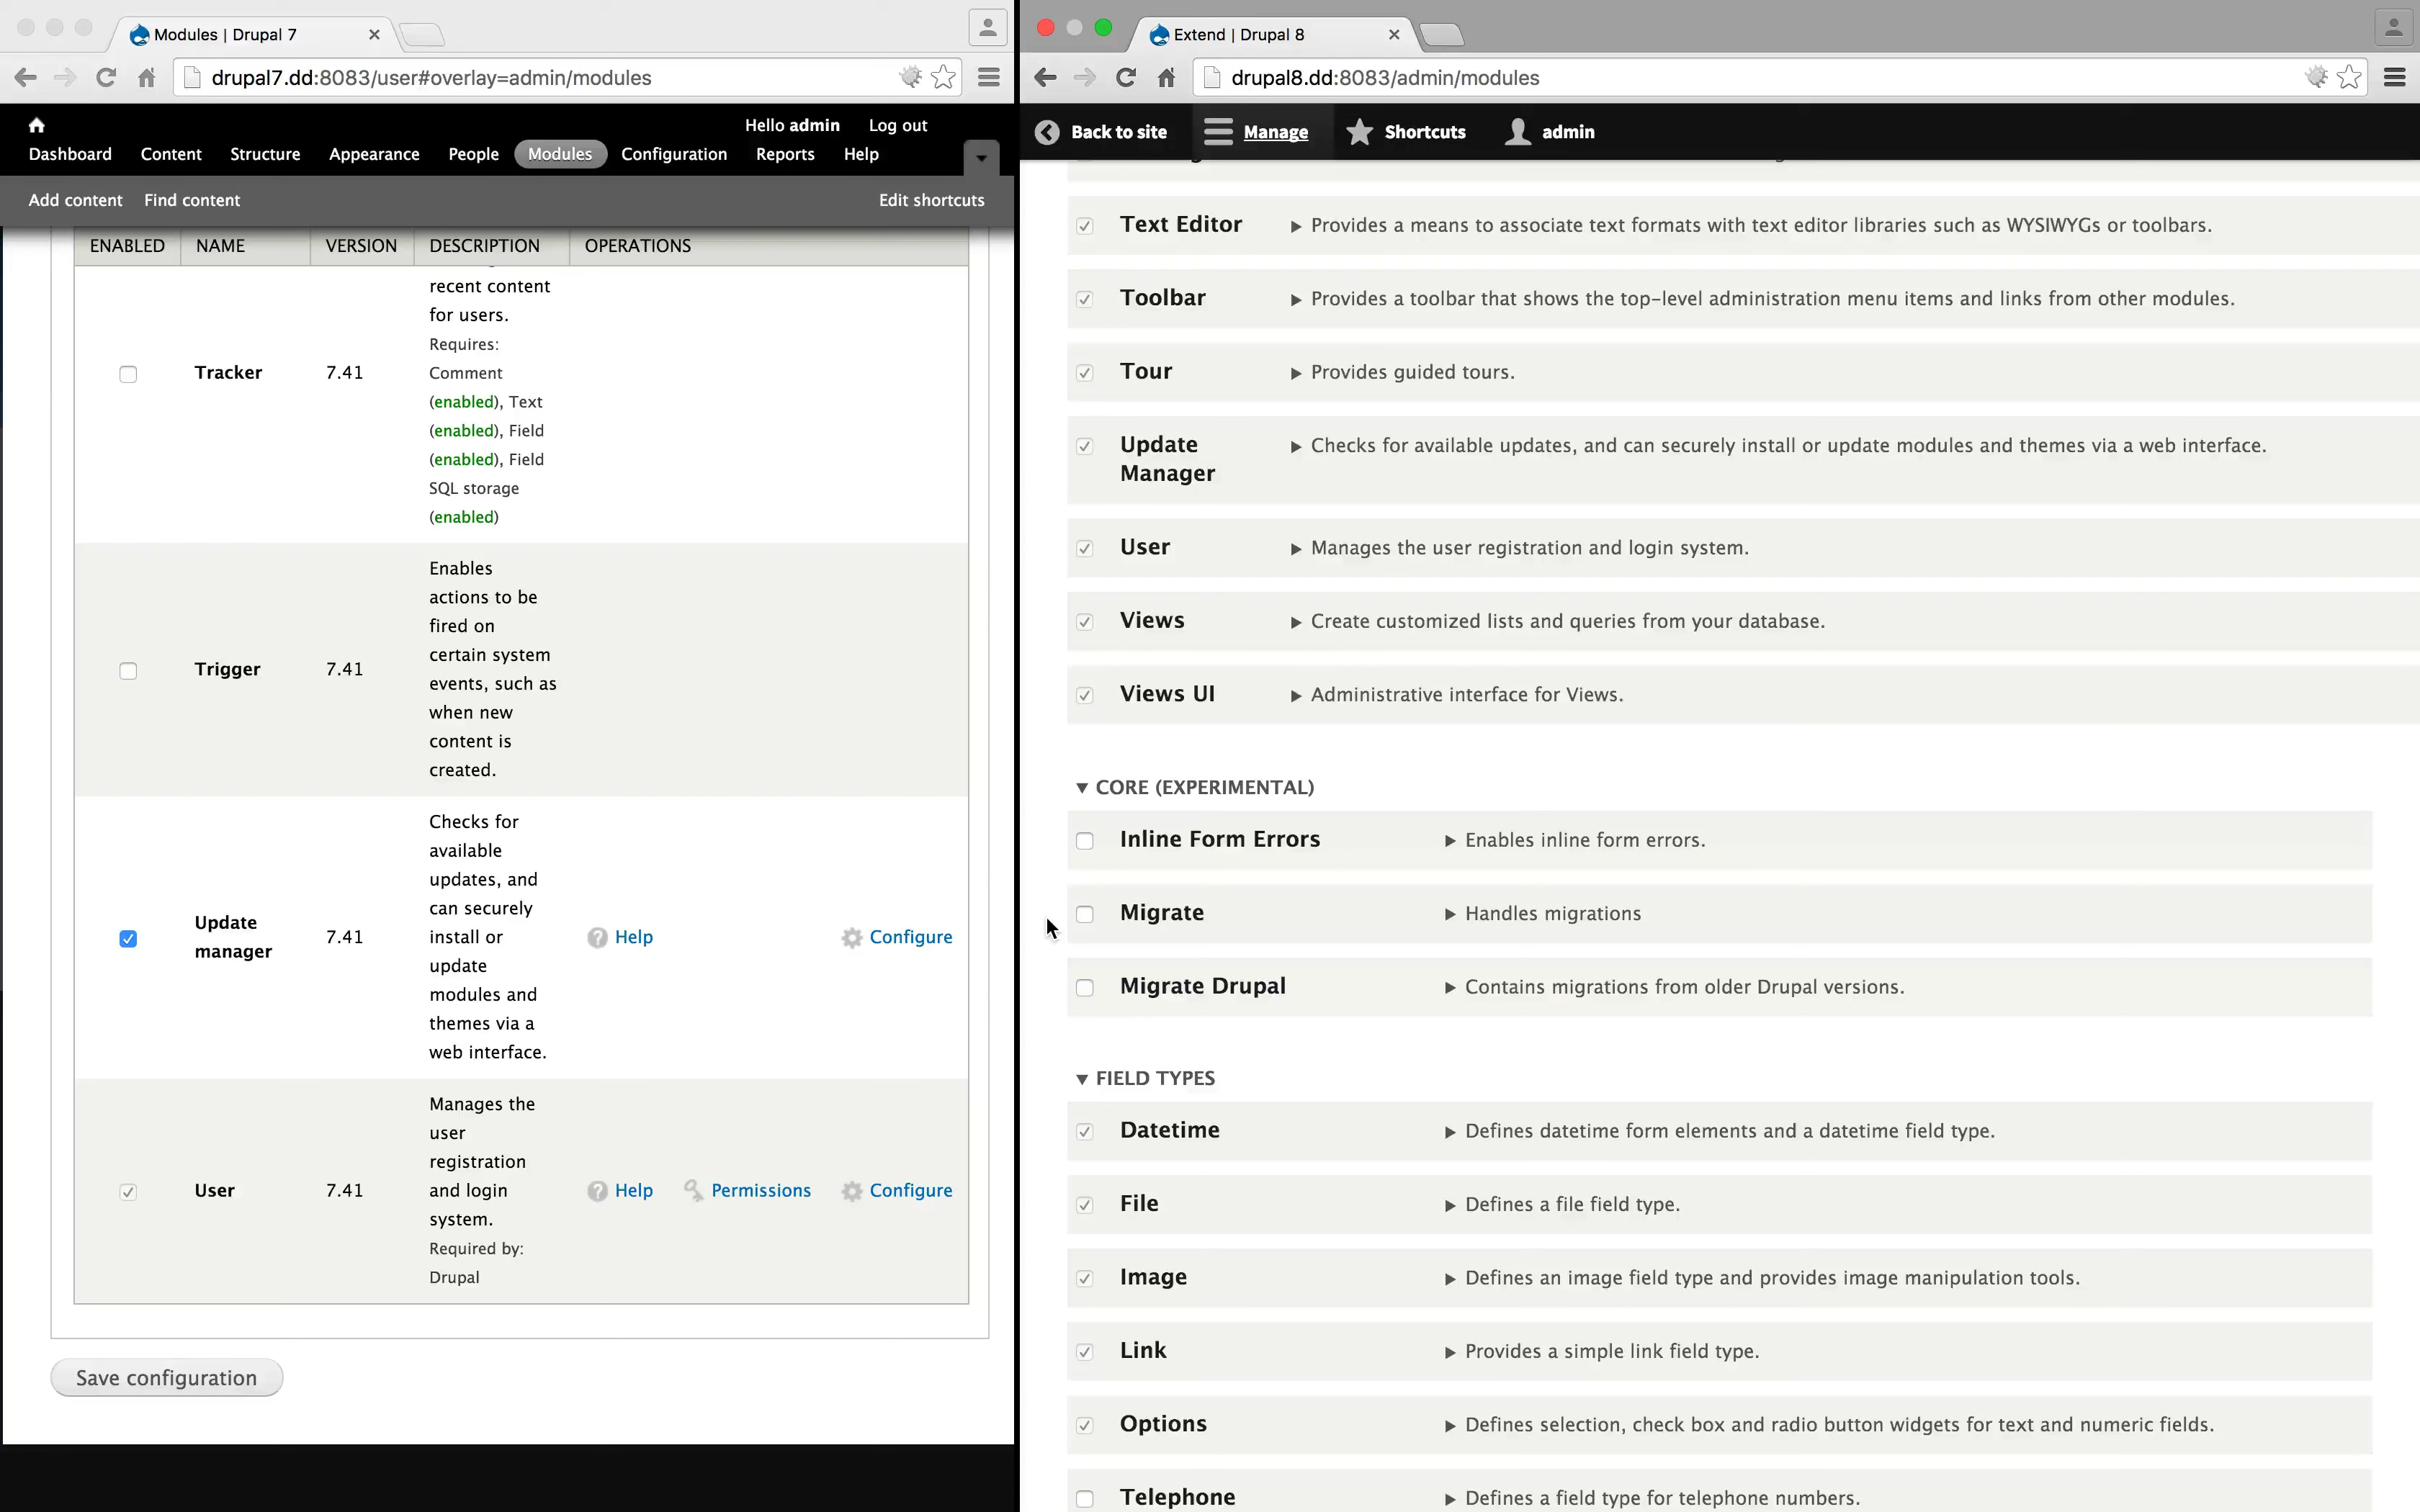 Modules | Drupal 7
drupal7.dd:8083/user#overlay=admin/modules
Hello admin Log out
Dashboard Content Structure Appearance People Modules Configuration Reports Help
Add content Find content Edit shortcuts
ENABLED NAME VERSION DESCRIPTION OPERATIONS
recent content
for users.
Requires:
Tracker 7.41 Comment
(enabled), Text
(enabled), Field
(enabled), Field
SQL storage
(enabled)
Enables
actions to be
fired on
certain system
Trigger 7.41 events, such as
when new
content is
created.
Checks for
available
updates, and
can securely
Update
manager 7.41 install or Help Configure
update
modules and
themes via a
web interface.
Manages the
user
registration
User 7.41 and login Help Permissions Configure
system.
Required by:
Drupal
Save configuration
Extend | Drupal 8
drupal8.dd:8083/admin/modules
Back to site Manage Shortcuts admin
Text Editor Provides a means to associate text formats with text editor libraries such as WYSIWYGs or toolbars.
Toolbar Provides a toolbar that shows the top-level administration menu items and links from other modules.
Tour Provides guided tours.
Update Checks for available updates, and can securely install or update modules and themes via a web interface.
Manager
User Manages the user registration and login system.
Views Create customized lists and queries from your database.
Views UI Administrative interface for Views.
CORE (EXPERIMENTAL)
Inline Form Errors Enables inline form errors.
Migrate Handles migrations
Migrate Drupal Contains migrations from older Drupal versions.
FIELD TYPES
Datetime Defines datetime form elements and a datetime field type.
File Defines a file field type.
Image Defines an image field type and provides image manipulation tools.
Link Provides a simple link field type.
Options Defines selection, check box and radio button widgets for text and numeric fields.
Telephone Defines a field type for telephone numbers.